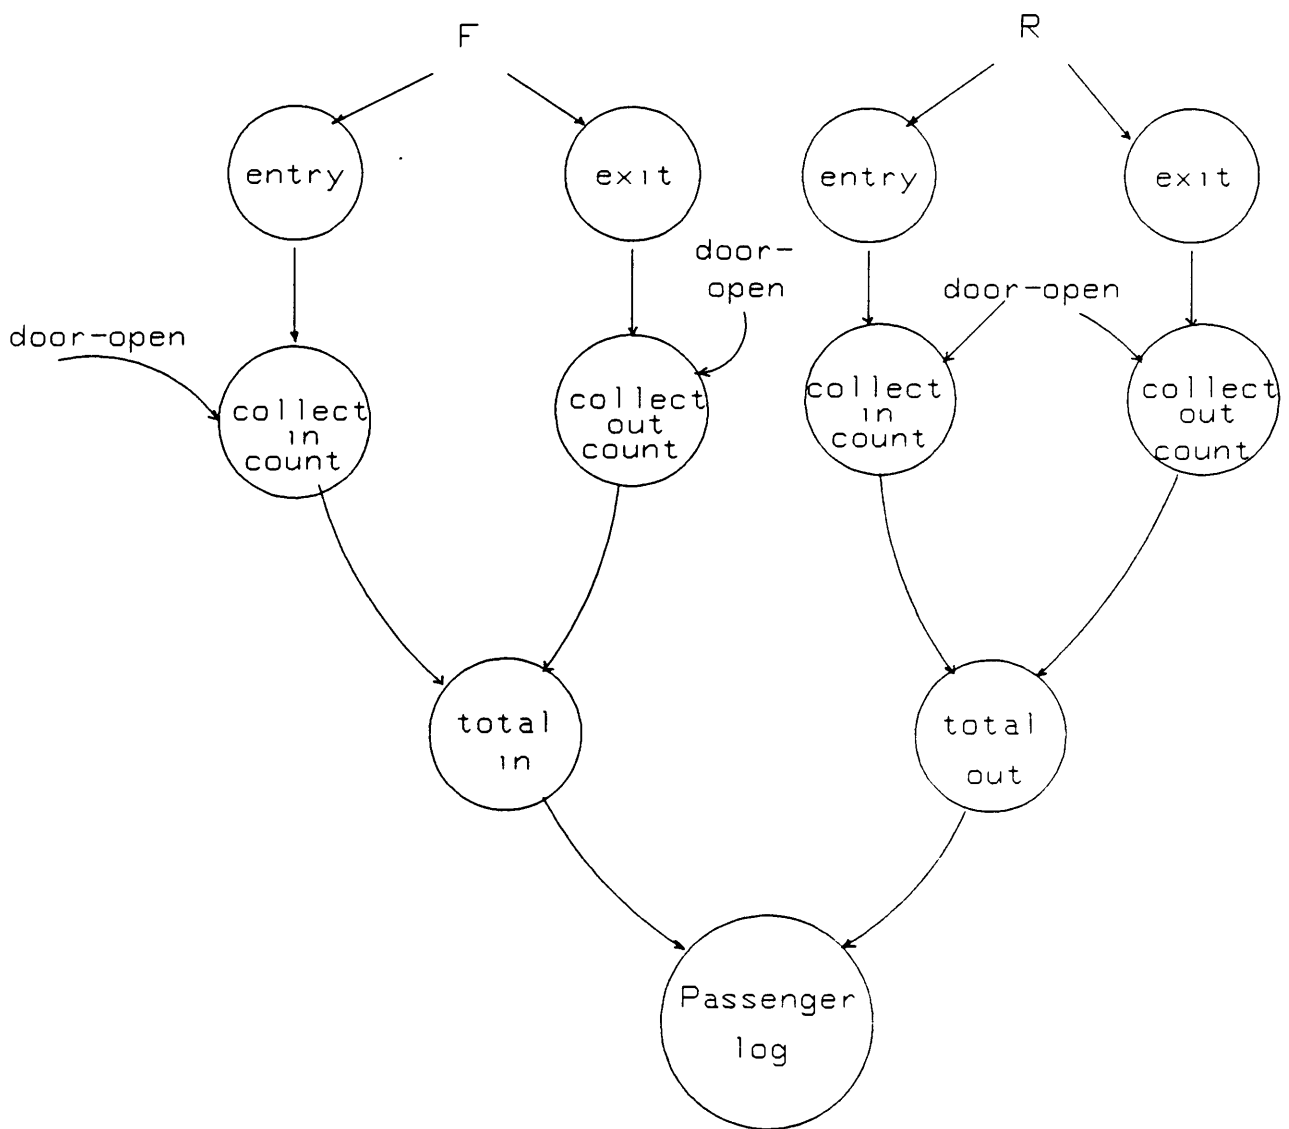 F
R
entry
exit
entry
exit
door-
open
door-open
door-open
collect
in
count
collect
out
count
collect
in
count
collect
out
count
total
in
total
out
Passenger
log